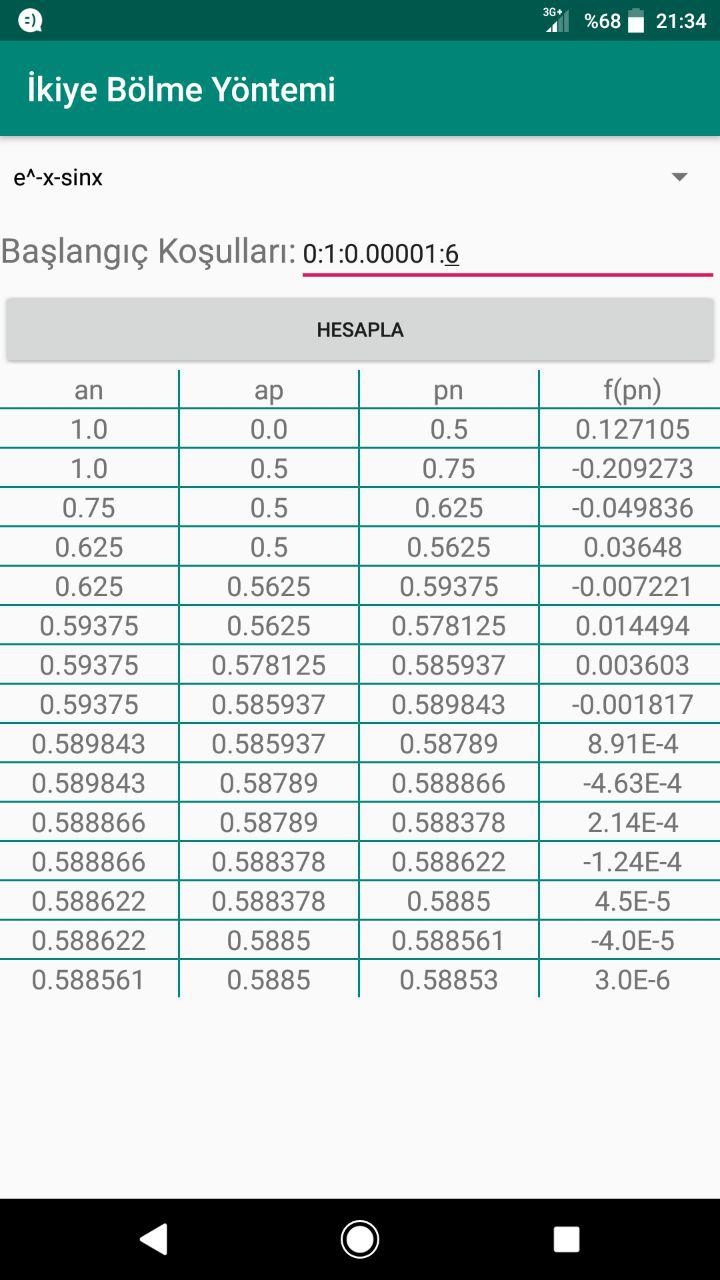 3G+ %68 21:34
İkiye Bölme Yöntemi
e^-x-sinx
Başlangıç Koşulları: 0:1:0.00001:6
HESAPLA
an ap pn f(pn)
1.0 0.0 0.5 0.127105
1.0 0.5 0.75 -0.209273
0.75 0.5 0.625 -0.049836
0.625 0.5 0.5625 0.03648
0.625 0.5625 0.59375 -0.007221
0.59375 0.5625 0.578125 0.014494
0.59375 0.578125 0.585937 0.003603
0.59375 0.585937 0.589843 -0.001817
0.589843 0.585937 0.58789 8.91E-4
0.589843 0.58789 0.588866 -4.63E-4
0.588866 0.58789 0.588378 2.14E-4
0.588866 0.588378 0.588622 -1.24E-4
0.588622 0.588378 0.5885 4.5E-5
0.588622 0.5885 0.588561 -4.0E-5
0.588561 0.5885 0.58853 3.0E-6